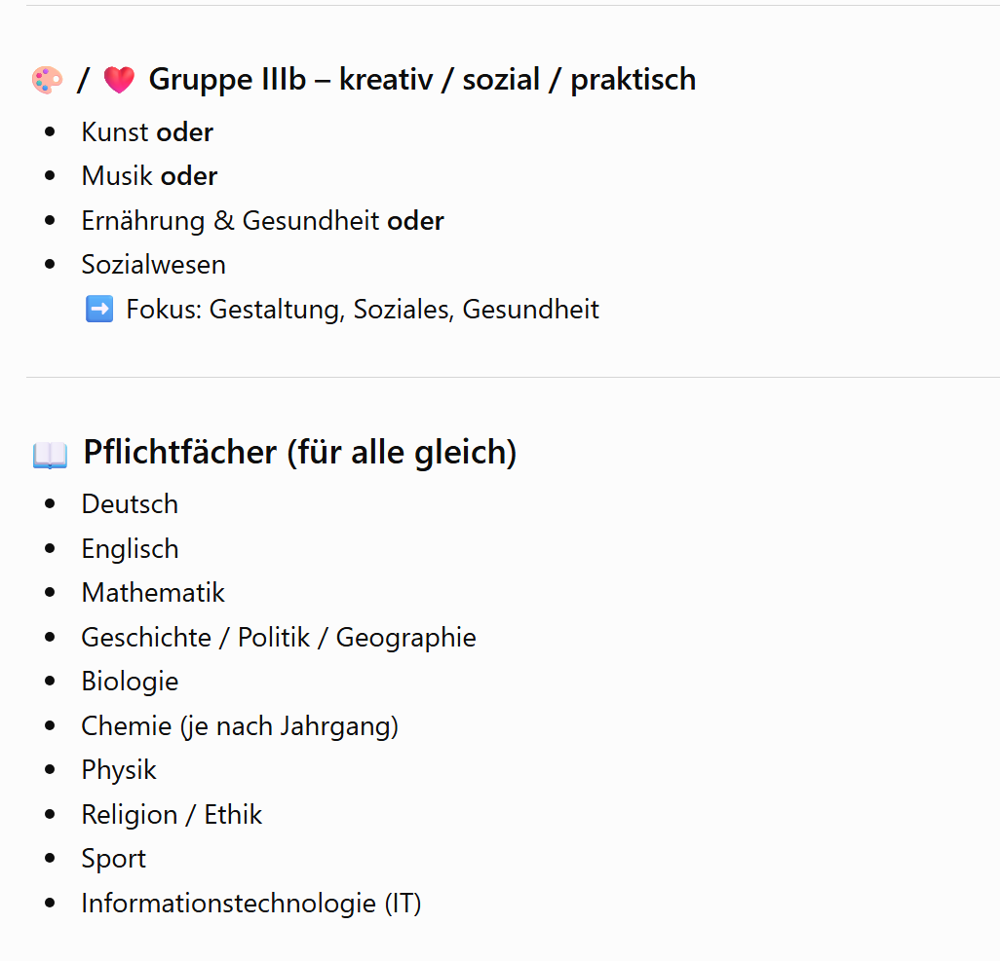 🎨 / ❤️ Gruppe IIIb – kreativ / sozial / praktisch
• Kunst oder
• Musik oder
• Ernährung & Gesundheit oder
• Sozialwesen
➡️ Fokus: Gestaltung, Soziales, Gesundheit
📖 Pflichtfächer (für alle gleich)
• Deutsch
• Englisch
• Mathematik
• Geschichte / Politik / Geographie
• Biologie
• Chemie (je nach Jahrgang)
• Physik
• Religion / Ethik
• Sport
• Informationstechnologie (IT)